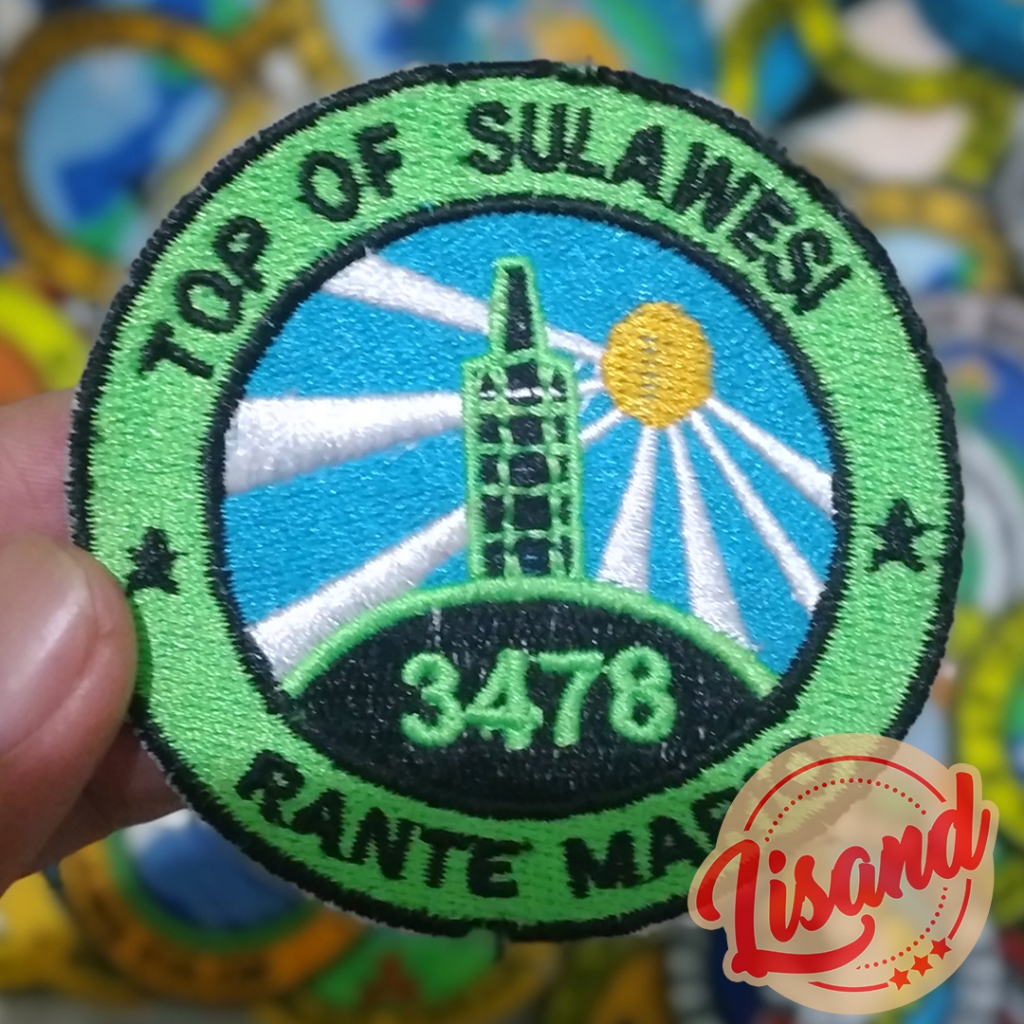 TOP OF SULAWESI
3478
RANTE
Lisand